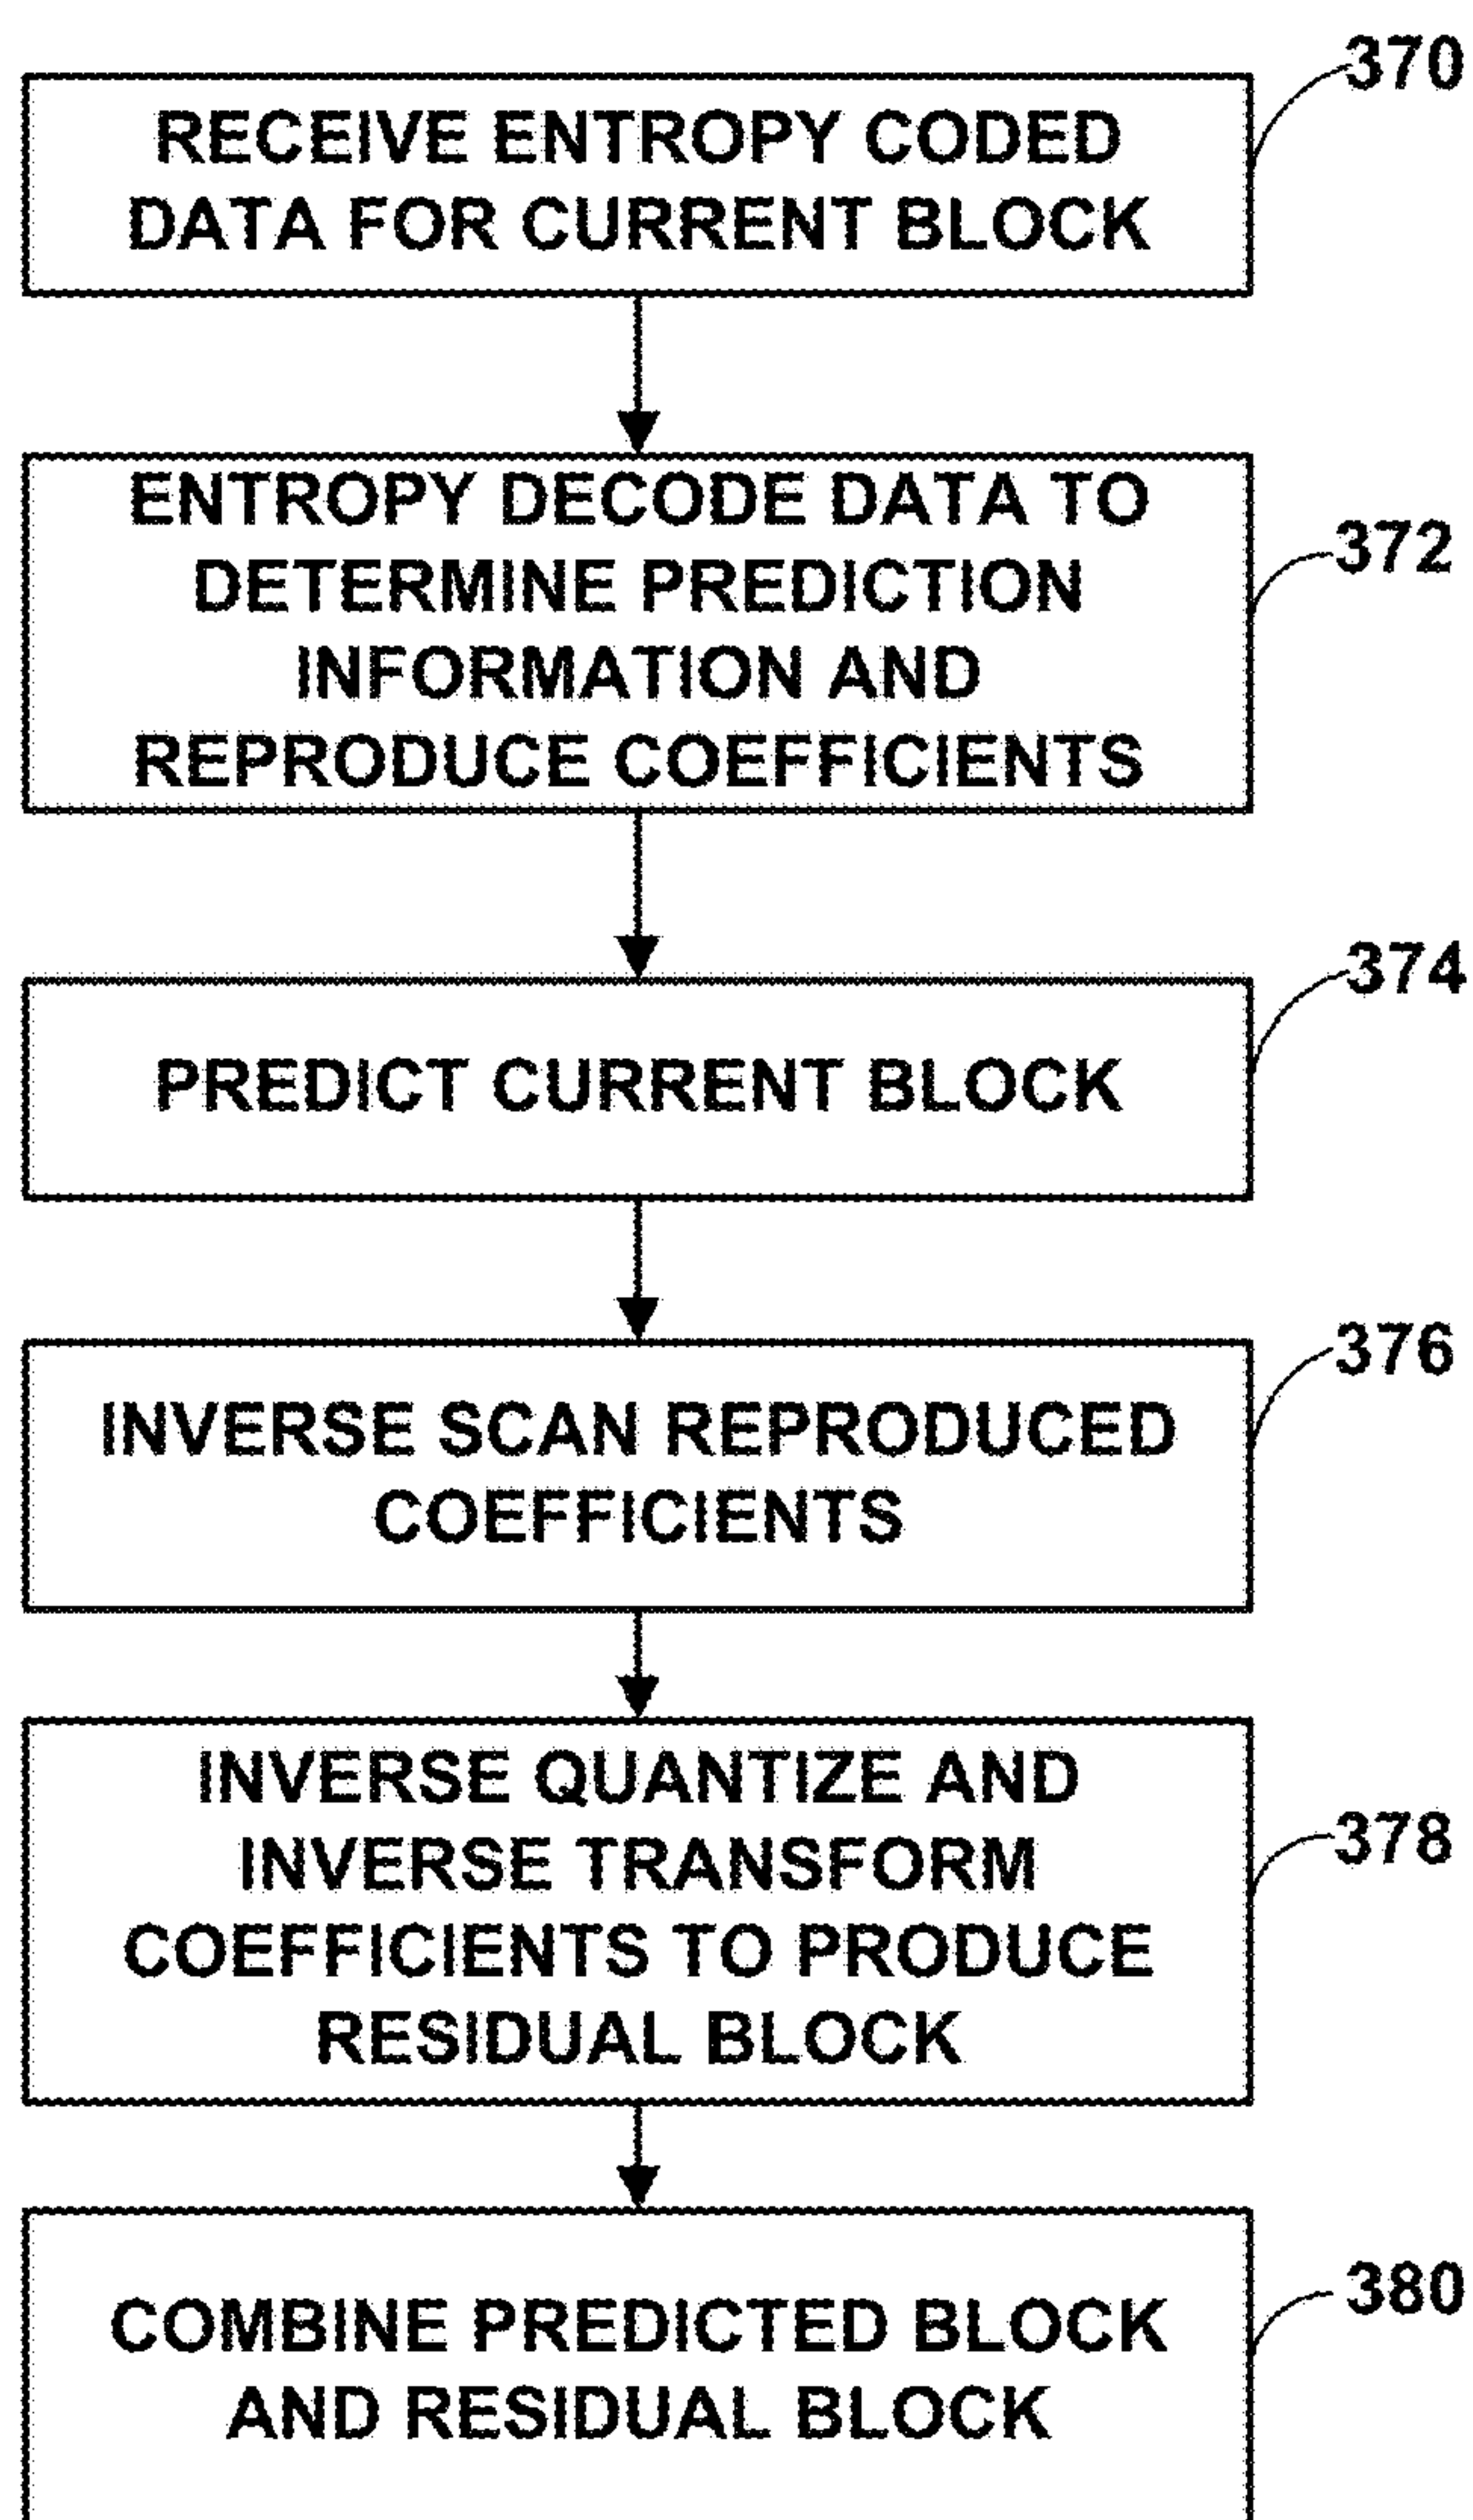 370
RECEIVE ENTROPY CODED
DATA FOR CURRENT BLOCK
ENTROPY DECODE DATA TO
DETERMINE PREDICTION
INFORMATION AND
REPRODUCE COEFFICIENTS
372
374
PREDICT CURRENT BLOCK
376
INVERSE SCAN REPRODUCED
COEFFICIENTS
INVERSE QUANTIZE AND
INVERSE TRANSFORM
COEFFICIENTS TO PRODUCE
RESIDUAL BLOCK
378
380
COMBINE PREDICTED BLOCK
AND RESIDUAL BLOCK